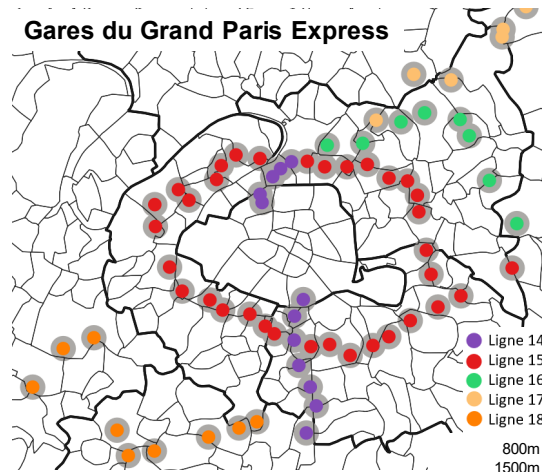 Gares du Grand Paris Express
Ligne 14
Ligne 15
Ligne 16
Ligne 17
Ligne 18
800m
1500m